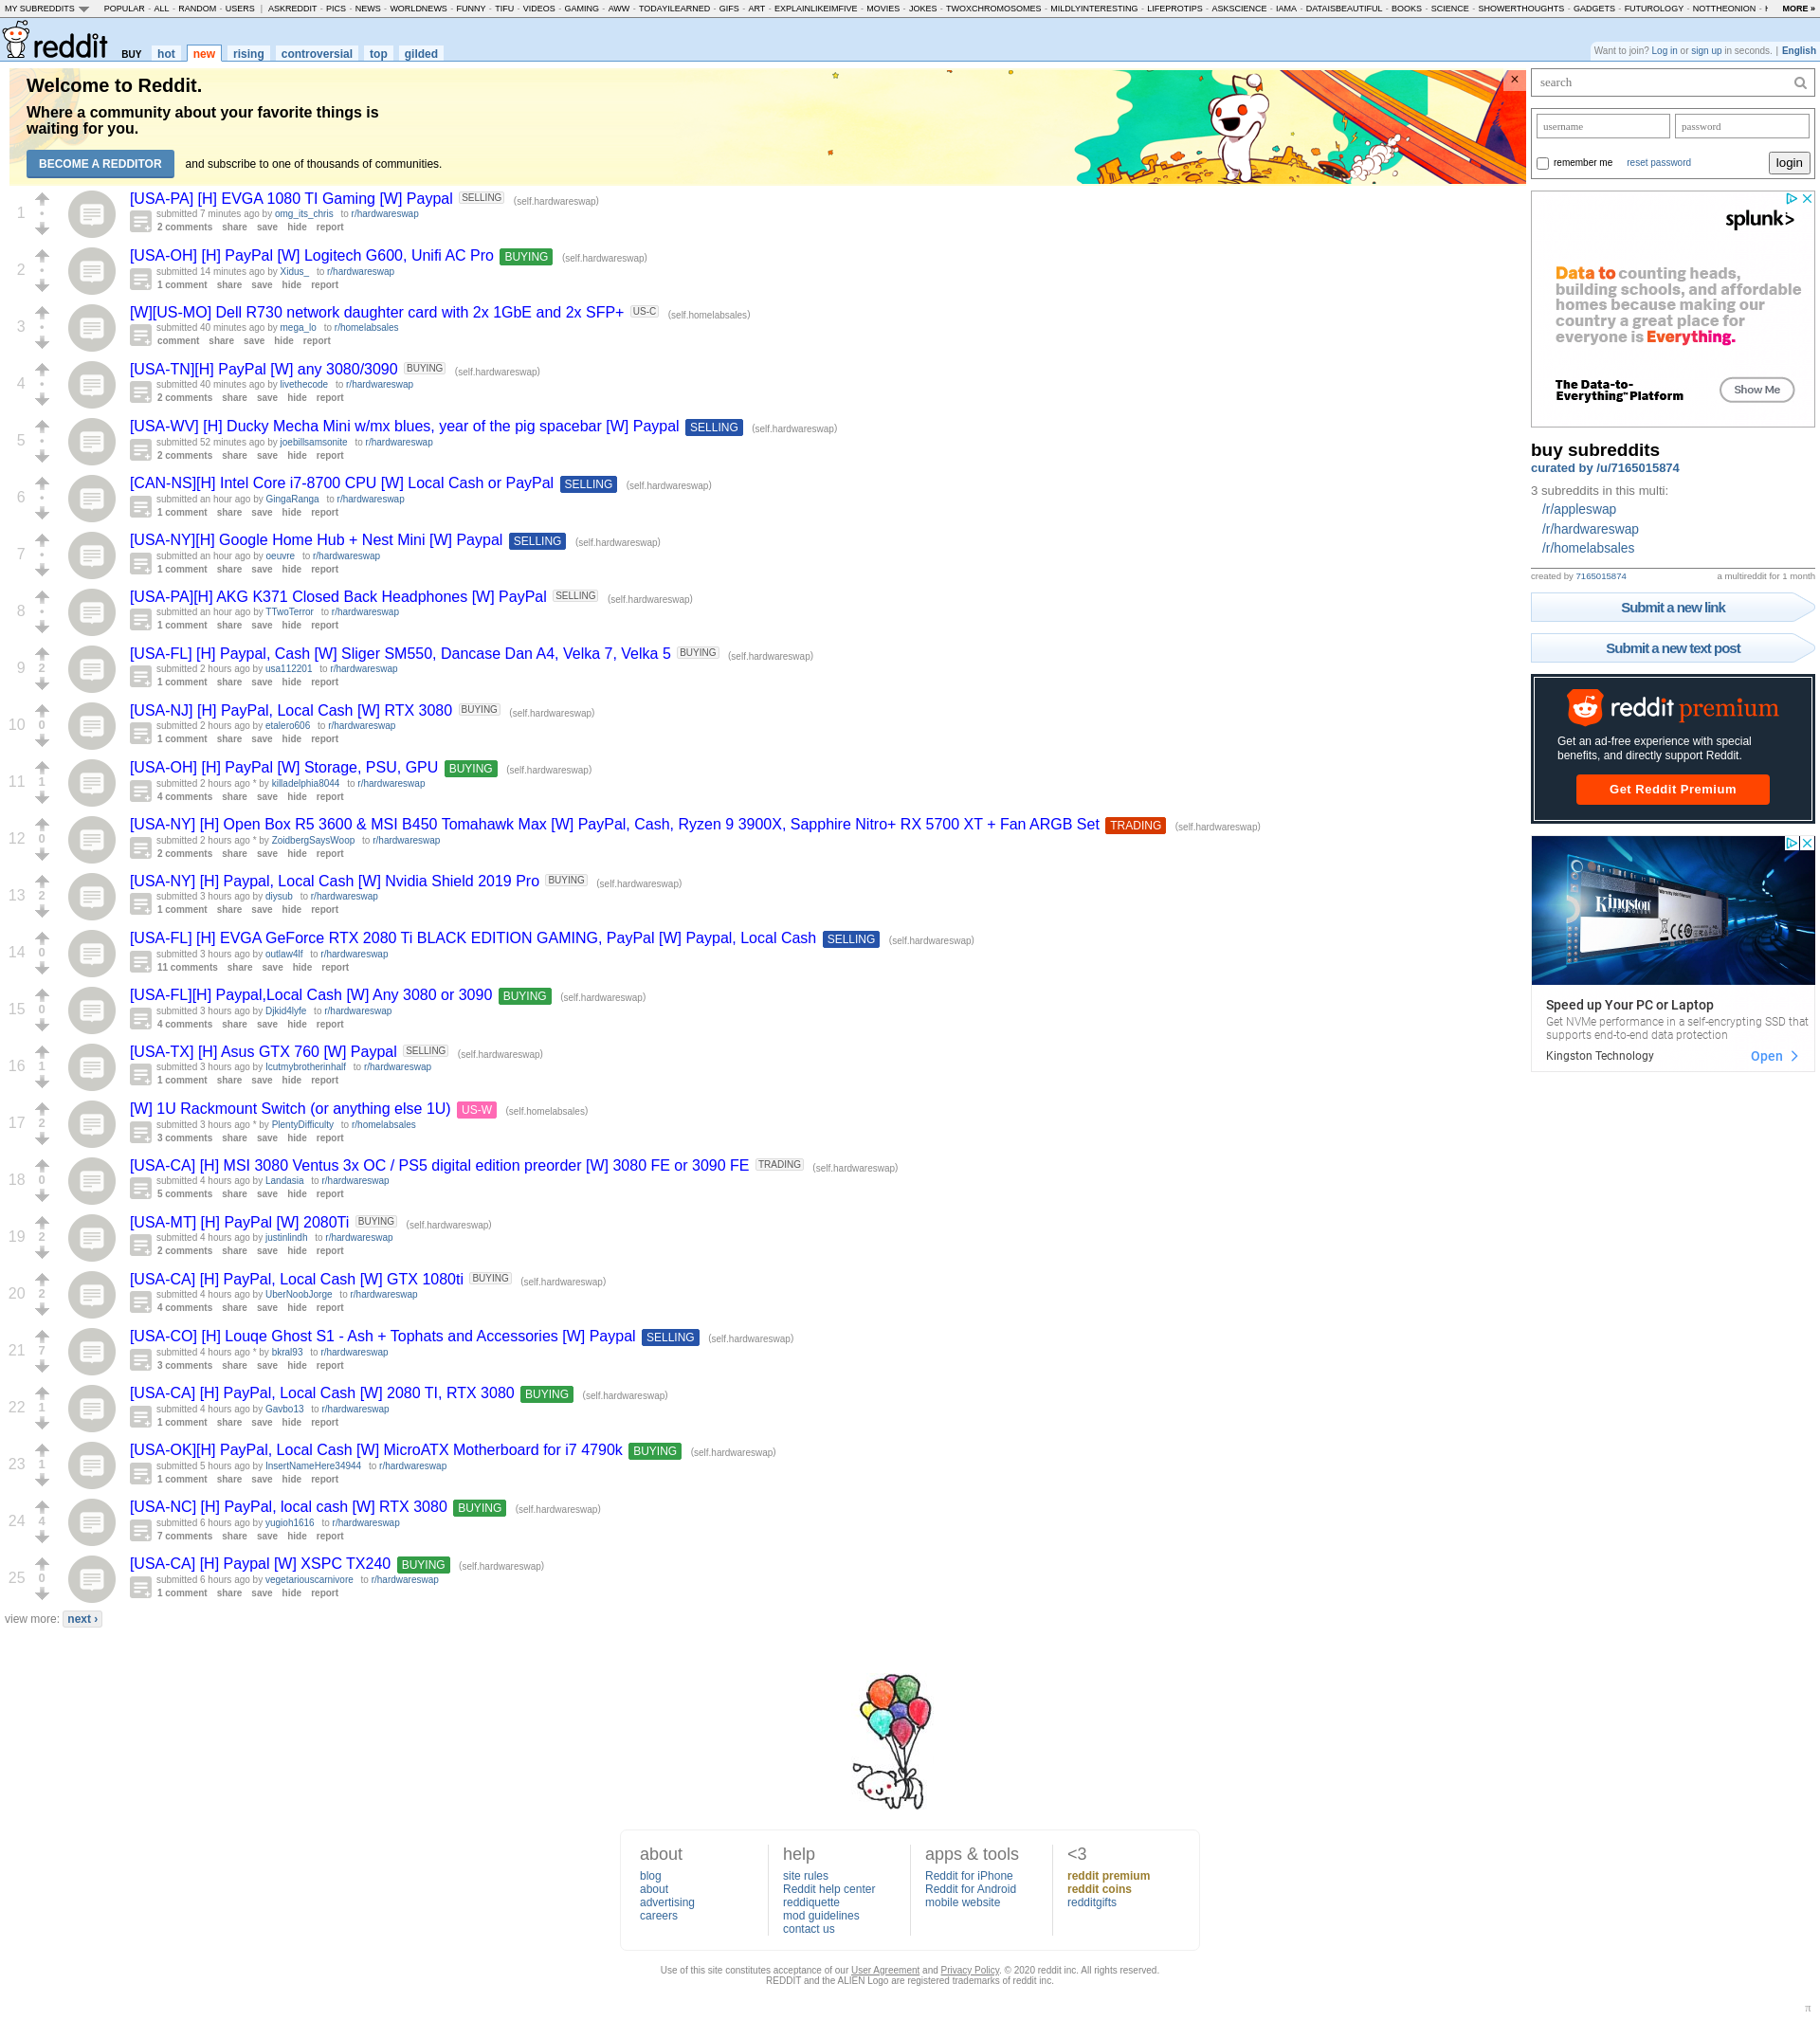 MY SUBREDDITS POPULAR - ALL - RANDOM - USERS | ASKREDDIT - PICS - NEWS - WORLDNEWS - FUNNY - TIFU - VIDEOS - GAMING - AWW - TODAYILEARNED - GIFS - ART - EXPLAINLIKEIMFIVE - MOVIES - JOKES - TWOXCHROMOSOMES - MILDLYINTERESTING - LIFEPROTIPS - ASKSCIENCE - IAMA - DATAISBEAUTIFUL - BOOKS - SCIENCE - SHOWERTHOUGHTS - GADGETS - FUTUROLOGY - NOTTHEONION - MORE »
reddit BUY hot new rising controversial top gilded
Want to join? Log in or sign up in seconds. | English
Welcome to Reddit.
Where a community about your favorite things is
waiting for you.
BECOME A REDDITOR and subscribe to one of thousands of communities.
×
1
[USA-PA] [H] EVGA 1080 TI Gaming [W] Paypal SELLING (self.hardwareswap)
submitted 7 minutes ago by omg_its_chris to r/hardwareswap
2 comments share save hide report
2
[USA-OH] [H] PayPal [W] Logitech G600, Unifi AC Pro BUYING (self.hardwareswap)
submitted 14 minutes ago by Xidus_ to r/hardwareswap
1 comment share save hide report
3
[W][US-MO] Dell R730 network daughter card with 2x 1GbE and 2x SFP+ US-C (self.homelabsales)
submitted 40 minutes ago by mega_lo to r/homelabsales
comment share save hide report
4
[USA-TN][H] PayPal [W] any 3080/3090 BUYING (self.hardwareswap)
submitted 40 minutes ago by livethecode to r/hardwareswap
2 comments share save hide report
5
[USA-WV] [H] Ducky Mecha Mini w/mx blues, year of the pig spacebar [W] Paypal SELLING (self.hardwareswap)
submitted 52 minutes ago by joebillsamsonite to r/hardwareswap
2 comments share save hide report
6
[CAN-NS][H] Intel Core i7-8700 CPU [W] Local Cash or PayPal SELLING (self.hardwareswap)
submitted an hour ago by GingaRanga to r/hardwareswap
1 comment share save hide report
7
[USA-NY][H] Google Home Hub + Nest Mini [W] Paypal SELLING (self.hardwareswap)
submitted an hour ago by oeuvre to r/hardwareswap
1 comment share save hide report
8
[USA-PA][H] AKG K371 Closed Back Headphones [W] PayPal SELLING (self.hardwareswap)
submitted an hour ago by TTwoTerror to r/hardwareswap
1 comment share save hide report
9 2
[USA-FL] [H] Paypal, Cash [W] Sliger SM550, Dancase Dan A4, Velka 7, Velka 5 BUYING (self.hardwareswap)
submitted 2 hours ago by usa112201 to r/hardwareswap
1 comment share save hide report
10 0
[USA-NJ] [H] PayPal, Local Cash [W] RTX 3080 BUYING (self.hardwareswap)
submitted 2 hours ago by etalero606 to r/hardwareswap
1 comment share save hide report
11 1
[USA-OH] [H] PayPal [W] Storage, PSU, GPU BUYING (self.hardwareswap)
submitted 2 hours ago * by killadelphia8044 to r/hardwareswap
4 comments share save hide report
12 0
[USA-NY] [H] Open Box R5 3600 & MSI B450 Tomahawk Max [W] PayPal, Cash, Ryzen 9 3900X, Sapphire Nitro+ RX 5700 XT + Fan ARGB Set TRADING (self.hardwareswap)
submitted 2 hours ago * by ZoidbergSaysWoop to r/hardwareswap
2 comments share save hide report
13 2
[USA-NY] [H] Paypal, Local Cash [W] Nvidia Shield 2019 Pro BUYING (self.hardwareswap)
submitted 3 hours ago by diysub to r/hardwareswap
1 comment share save hide report
14 0
[USA-FL] [H] EVGA GeForce RTX 2080 Ti BLACK EDITION GAMING, PayPal [W] Paypal, Local Cash SELLING (self.hardwareswap)
submitted 3 hours ago by outlaw4lf to r/hardwareswap
11 comments share save hide report
15 0
[USA-FL][H] Paypal,Local Cash [W] Any 3080 or 3090 BUYING (self.hardwareswap)
submitted 3 hours ago by Djkid4lyfe to r/hardwareswap
4 comments share save hide report
16 1
[USA-TX] [H] Asus GTX 760 [W] Paypal SELLING (self.hardwareswap)
submitted 3 hours ago by Icutmybrotherinhalf to r/hardwareswap
1 comment share save hide report
17 2
[W] 1U Rackmount Switch (or anything else 1U) US-W (self.homelabsales)
submitted 3 hours ago * by PlentyDifficulty to r/homelabsales
3 comments share save hide report
18 0
[USA-CA] [H] MSI 3080 Ventus 3x OC / PS5 digital edition preorder [W] 3080 FE or 3090 FE TRADING (self.hardwareswap)
submitted 4 hours ago by Landasia to r/hardwareswap
5 comments share save hide report
19 2
[USA-MT] [H] PayPal [W] 2080Ti BUYING (self.hardwareswap)
submitted 4 hours ago by justinlindh to r/hardwareswap
2 comments share save hide report
20 2
[USA-CA] [H] PayPal, Local Cash [W] GTX 1080ti BUYING (self.hardwareswap)
submitted 4 hours ago by UberNoobJorge to r/hardwareswap
4 comments share save hide report
21 7
[USA-CO] [H] Louqe Ghost S1 - Ash + Tophats and Accessories [W] Paypal SELLING (self.hardwareswap)
submitted 4 hours ago * by bkral93 to r/hardwareswap
3 comments share save hide report
22 1
[USA-CA] [H] PayPal, Local Cash [W] 2080 TI, RTX 3080 BUYING (self.hardwareswap)
submitted 4 hours ago by Gavbo13 to r/hardwareswap
1 comment share save hide report
23 1
[USA-OK][H] PayPal, Local Cash [W] MicroATX Motherboard for i7 4790k BUYING (self.hardwareswap)
submitted 5 hours ago by InsertNameHere34944 to r/hardwareswap
1 comment share save hide report
24 4
[USA-NC] [H] PayPal, local cash [W] RTX 3080 BUYING (self.hardwareswap)
submitted 6 hours ago by yugioh1616 to r/hardwareswap
7 comments share save hide report
25 0
[USA-CA] [H] Paypal [W] XSPC TX240 BUYING (self.hardwareswap)
submitted 6 hours ago by vegetariouscarnivore to r/hardwareswap
1 comment share save hide report
view more: next ›
search
username password
remember me reset password login
splunk>
Data to counting heads,
building schools, and affordable
homes because making our
country a great place for
everyone is Everything.
The Data-to-
Everything™ Platform
Show Me
buy subreddits
curated by /u/7165015874
3 subreddits in this multi:
/r/appleswap
/r/hardwareswap
/r/homelabsales
created by 7165015874 a multireddit for 1 month
Submit a new link
Submit a new text post
reddit premium
Get an ad-free experience with special
benefits, and directly support Reddit.
Get Reddit Premium
Kingston
TECHNOLOGY
Speed up Your PC or Laptop
Get NVMe performance in a self-encrypting SSD that
supports end-to-end data protection
Kingston Technology Open
about
blog
about
advertising
careers
help
site rules
Reddit help center
reddiquette
mod guidelines
contact us
apps & tools
Reddit for iPhone
Reddit for Android
mobile website
<3
reddit premium
reddit coins
redditgifts
Use of this site constitutes acceptance of our User Agreement and Privacy Policy. © 2020 reddit inc. All rights reserved.
REDDIT and the ALIEN Logo are registered trademarks of reddit inc.
π